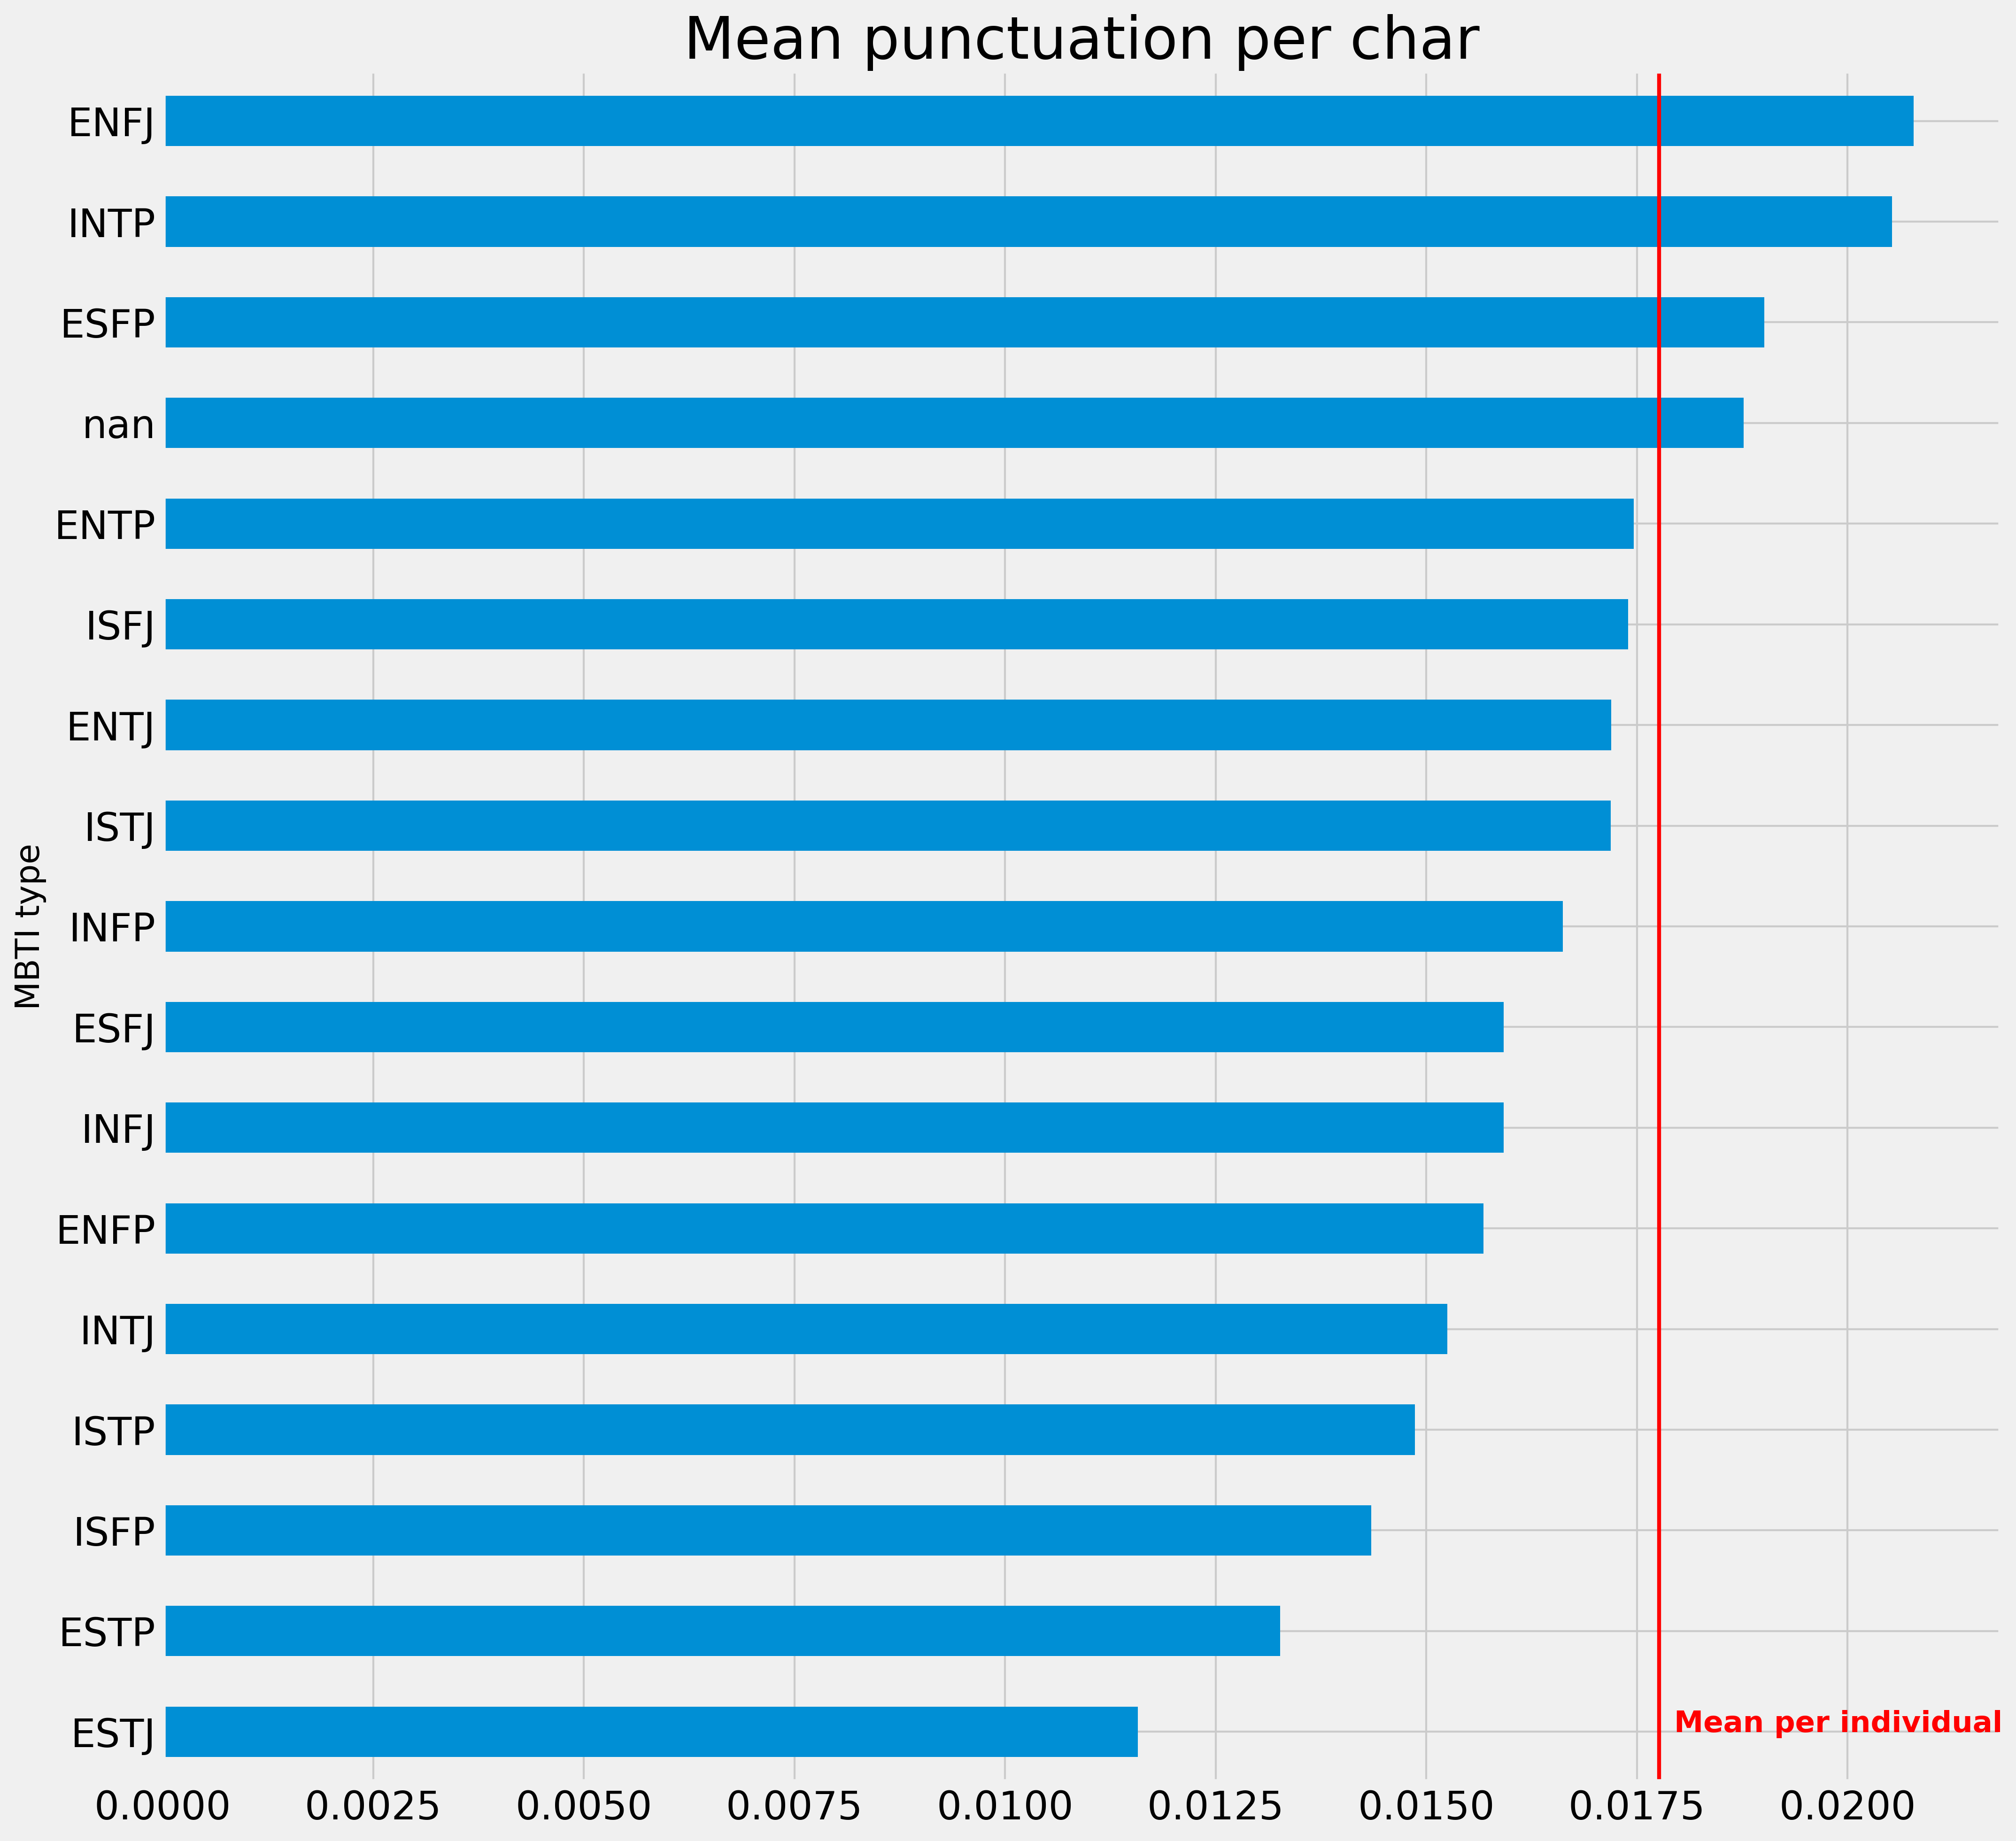 Mean punctuation per char
ENFJ
INTP
ESFP
nan
ENTP
ISFJ
ENTJ
ISTJ
INFP
ESFJ
INFJ
ENFP
INTJ
ISTP
ISFP
ESTP
ESTJ
MBTI type
Mean per individual
0.0000 0.0025 0.0050 0.0075 0.0100 0.0125 0.0150 0.0175 0.0200